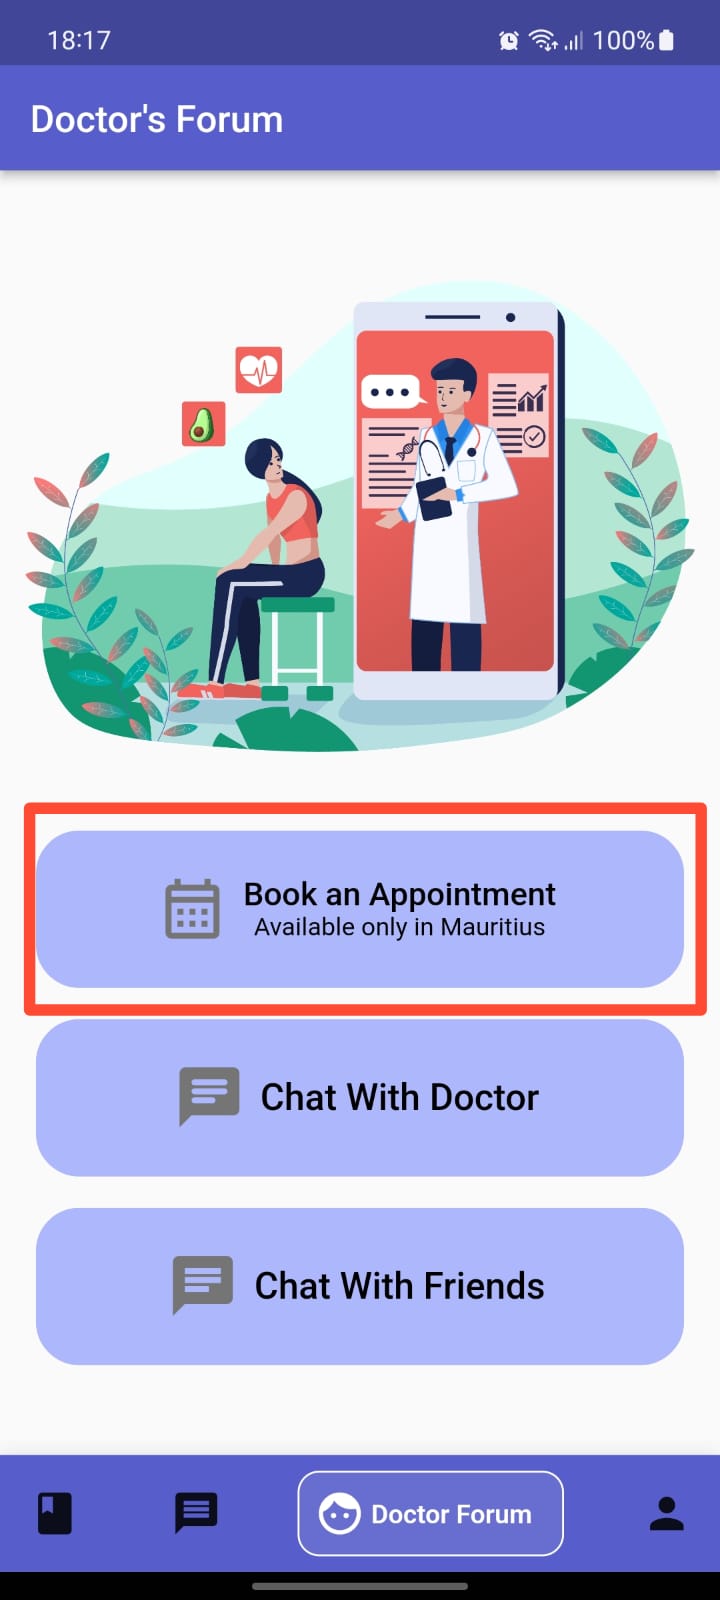 18:17
100%
Doctor's Forum
Book an Appointment
Available only in Mauritius
Chat With Doctor
Chat With Friends
Doctor Forum